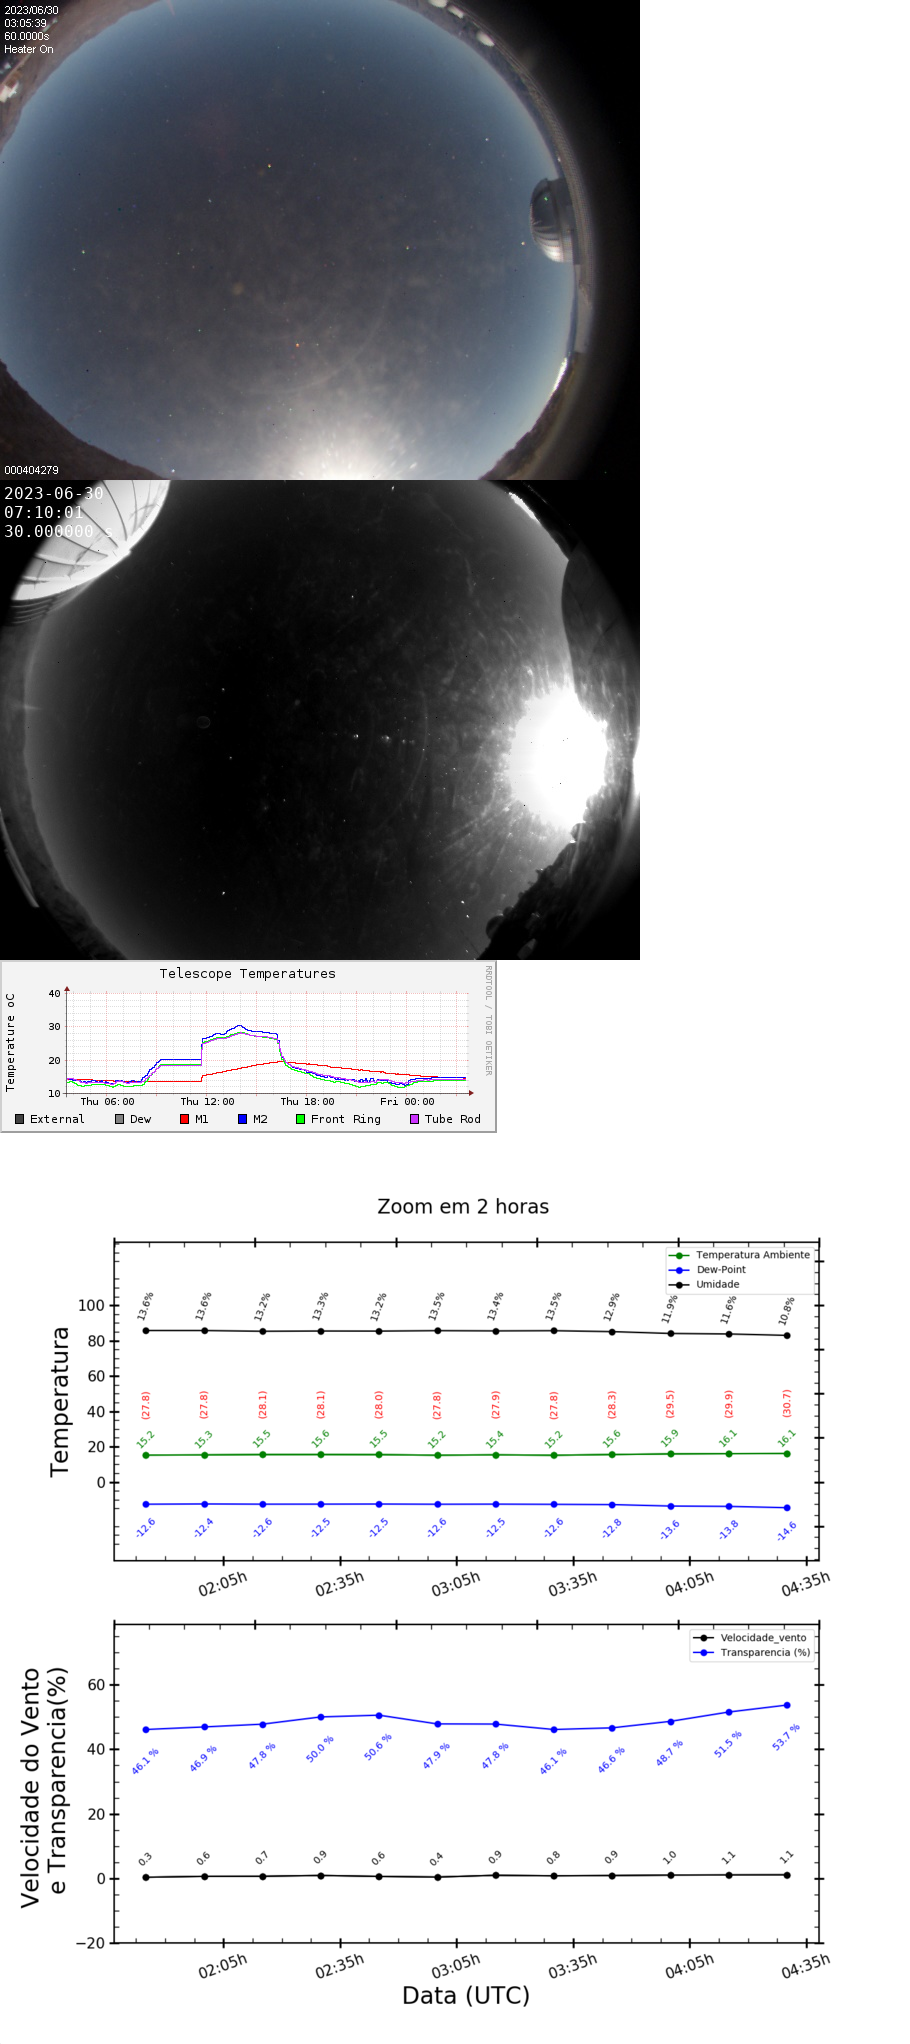 2023/06/30
03:05:39
60.0000s
Heater On
000404279
2023-06-30
07:10:01
30.000000 s
Telescope Temperatures
Temperature oC
40
30
20
10
Thu 06:00 Thu 12:00 Thu 18:00 Fri 00:00
External Dew M1 M2 Front Ring Tube Rod
RRDTOOL / TOBI OETIKER
Zoom em 2 horas
Temperatura
Temperatura Ambiente
Dew-Point
Umidade
100
80
60
40
20
0
13.6% 13.6% 13.2% 13.3% 13.2% 13.5% 13.4% 13.5% 12.9% 11.9% 11.6% 10.8%
(27.8) (27.8) (28.1) (28.1) (28.0) (27.8) (27.9) (27.8) (28.3) (29.5) (29.9) (30.7)
15.2 15.3 15.5 15.6 15.5 15.2 15.4 15.2 15.6 15.9 16.1 16.1
-12.6 -12.4 -12.6 -12.5 -12.5 -12.6 -12.5 -12.6 -12.8 -13.6 -13.8 -14.6
02:05h 02:35h 03:05h 03:35h 04:05h 04:35h
Velocidade do Vento
e Transparencia(%)
Velocidade_vento
Transparencia (%)
60
40
20
0
−20
46.1 % 46.9 % 47.8 % 50.0 % 50.6 % 47.9 % 47.8 % 46.1 % 46.6 % 48.7 % 51.5 % 53.7 %
0.3 0.6 0.7 0.9 0.6 0.4 0.9 0.8 0.9 1.0 1.1 1.1
02:05h 02:35h 03:05h 03:35h 04:05h 04:35h
Data (UTC)